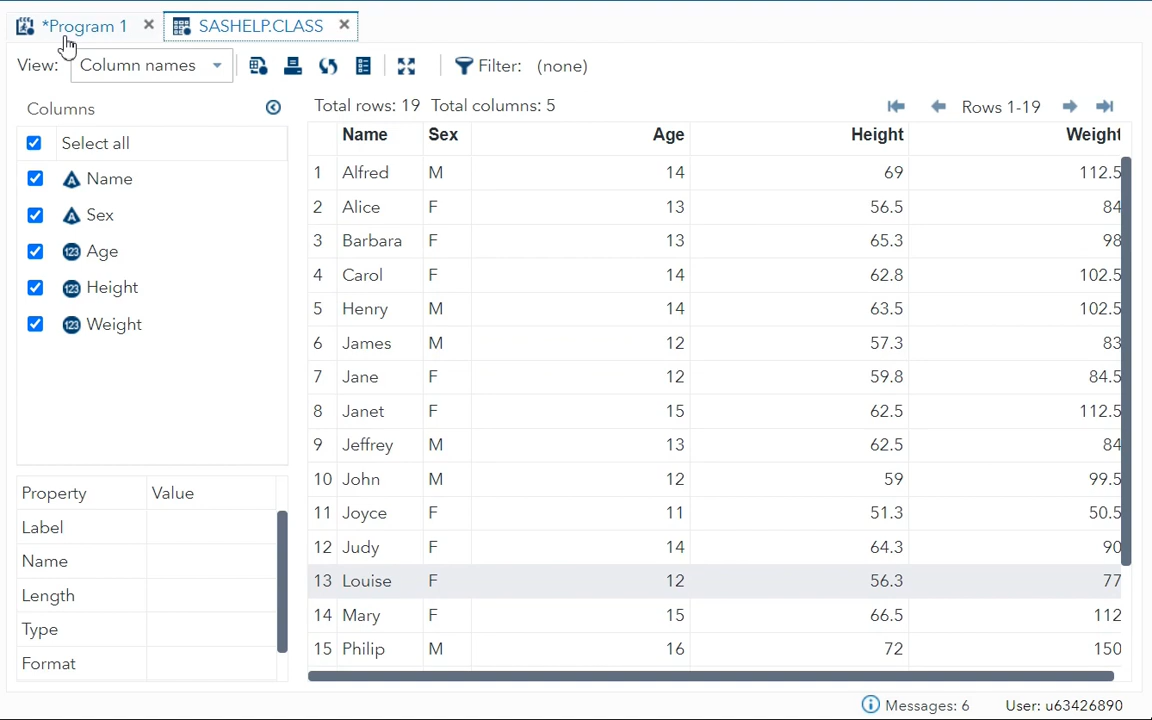 *Program 1 × SASHELP.CLASS ×
View: Column names Filter: (none)
Columns Total rows: 19 Total columns: 5 Rows 1-19
Select all
Name
Sex
Age
Height
Weight
Name Sex Age Height Weight
1 Alfred M 14 69 112.5
2 Alice F 13 56.5 84
3 Barbara F 13 65.3 98
4 Carol F 14 62.8 102.5
5 Henry M 14 63.5 102.5
6 James M 12 57.3 83
7 Jane F 12 59.8 84.5
8 Janet F 15 62.5 112.5
9 Jeffrey M 13 62.5 84
10 John M 12 59 99.5
11 Joyce F 11 51.3 50.5
12 Judy F 14 64.3 90
13 Louise F 12 56.3 77
14 Mary F 15 66.5 112
15 Philip M 16 72 150
Property Value
Label
Name
Length
Type
Format
Messages: 6 User: u63426890